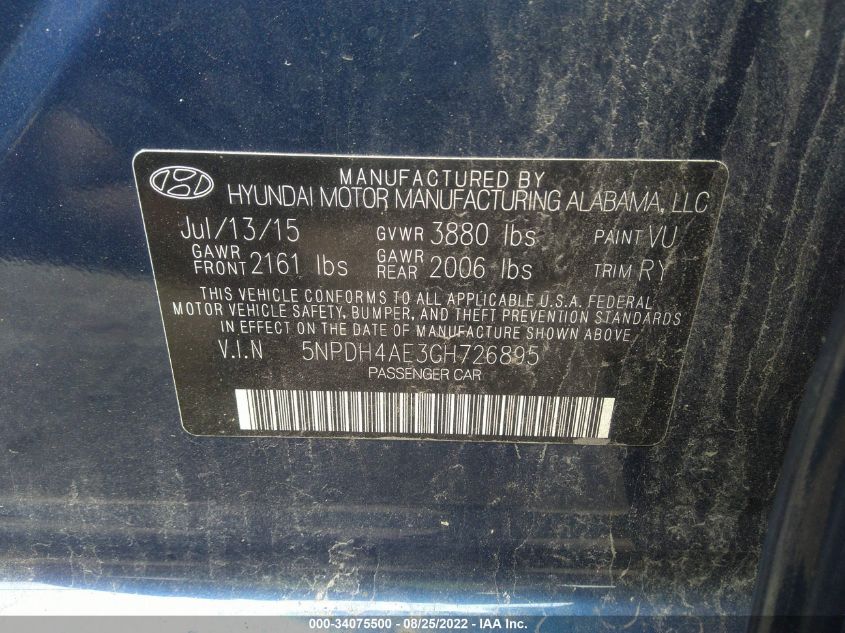 MANUFACTURED BY
HYUNDAI MOTOR MANUFACTURING ALABAMA, LLC
Jul/13/15 GVWR 3880 lbs PAINT VU
GAWR FRONT 2161 lbs GAWR REAR 2006 lbs TRIM RY
THIS VEHICLE CONFORMS TO ALL APPLICABLE U.S.A. FEDERAL
MOTOR VEHICLE SAFETY, BUMPER, AND THEFT PREVENTION STANDARDS
IN EFFECT ON THE DATE OF MANUFACTURE SHOWN ABOVE.
V.I.N 5NPDH4AE3GH726895
PASSENGER CAR
000-34075500 - 08/25/2022 - IAA Inc.